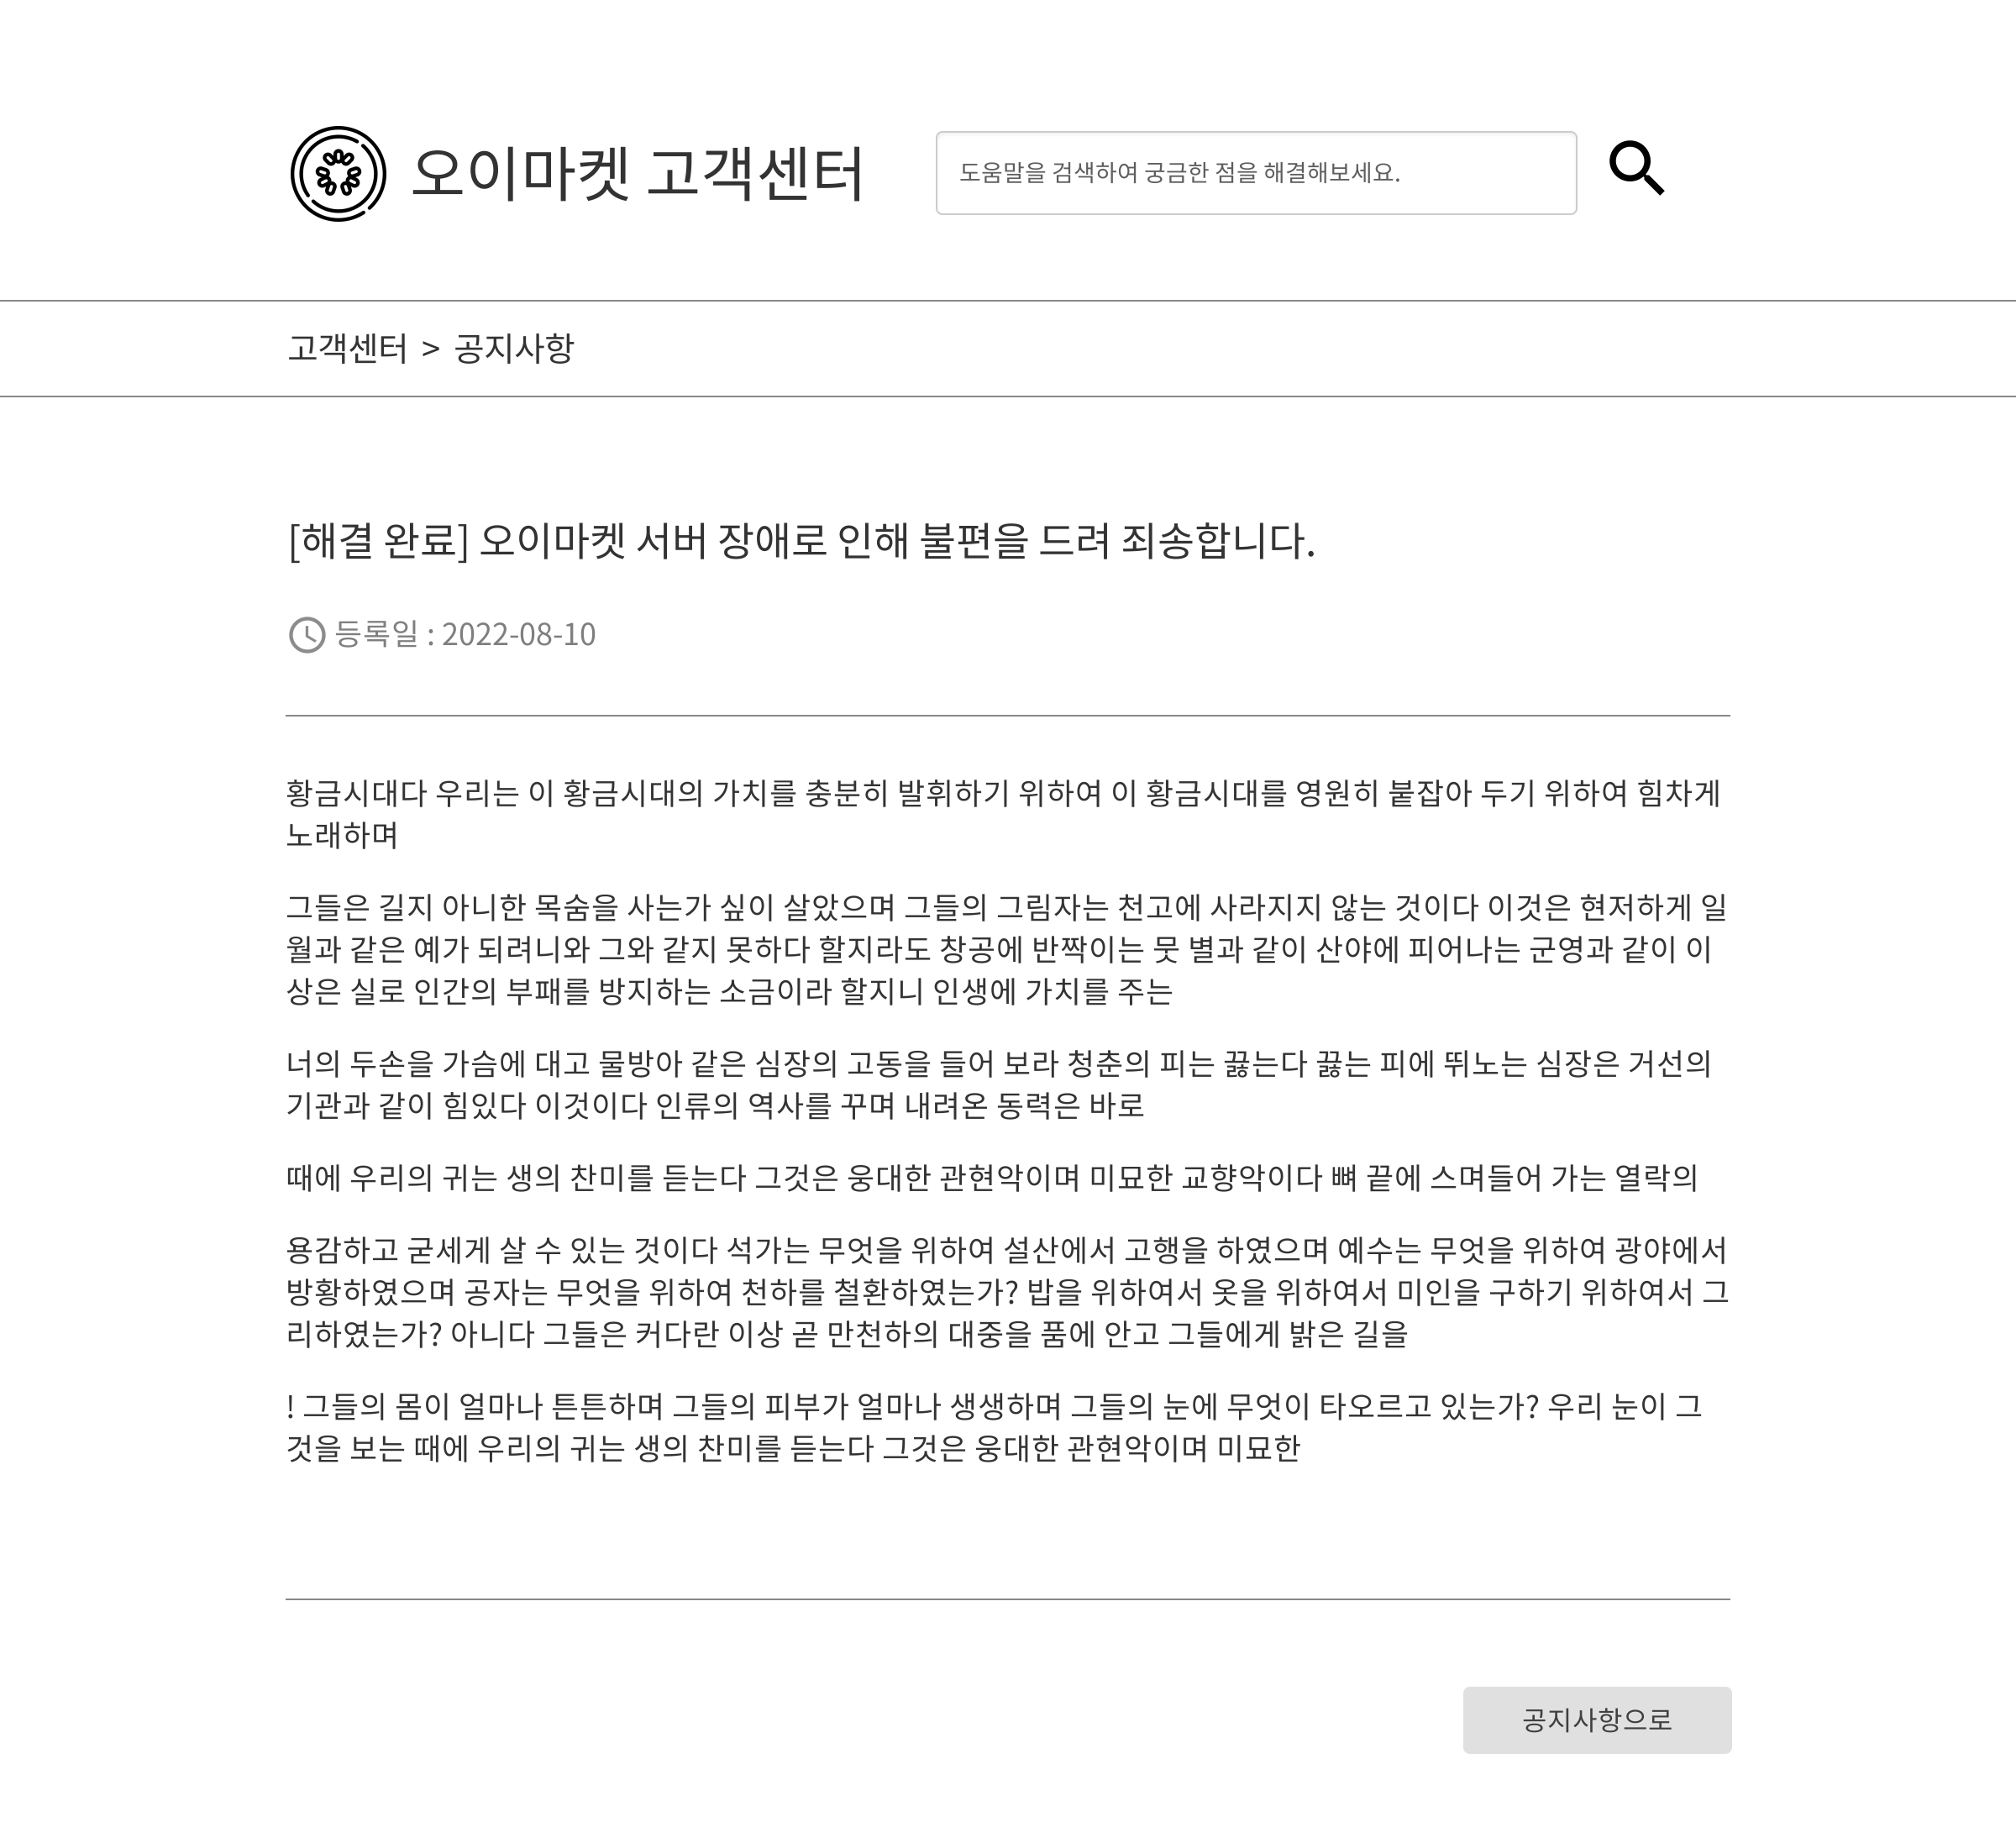 오이마켓 고객센터
도움말을 검색하여 궁금한 점을 해결해보세요.
고객센터 > 공지사항
[해결 완료] 오이마켓 서버 장애로 인해 불편을 드려 죄송합니다.
등록일 : 2022-08-10
황금시대다 우리는 이 황금시대의 가치를 충분히 발휘하기 위하여 이 황금시대를 영원히 붙잡아 두기 위하여 힘차게
노래하며
그들은 길지 아니한 목숨을 사는가 싶이 살았으며 그들의 그림자는 천고에 사라지지 않는 것이다 이것은 현저하게 일
월과 같은 예가 되려니와 그와 같지 못하다 할지라도 창공에 반짝이는 뭇 별과 같이 산야에 피어나는 군영과 같이 이
상은 실로 인간의 부패를 방지하는 소금이라 할지니 인생에 가치를 주는
너의 두손을 가슴에 대고 물방아 같은 심장의 고동을 들어 보라 청춘의 피는 끓는다 끓는 피에 뛰노는 심장은 거선의
기관과 같이 힘있다 이것이다 인류의 역사를 꾸며 내려온 동력은 바로
때에 우리의 귀는 생의 찬미를 듣는다 그것은 웅대한 관현악이며 미묘한 교향악이다 뼈 끝에 스며들어 가는 열락의
용감하고 굳세게 살 수 있는 것이다 석가는 무엇을 위하여 설산에서 고행을 하였으며 예수는 무엇을 위하여 광야에서
방황하였으며 공자는 무엇을 위하여 천하를 철환하였는가? 밥을 위하여서 옷을 위하여서 미인을 구하기 위하여서 그
리하였는가? 아니다 그들은 커다란 이상 곧 만천하의 대중을 품에 안고 그들에게 밝은 길을
! 그들의 몸이 얼마나 튼튼하며 그들의 피부가 얼마나 생생하며 그들의 눈에 무엇이 타오르고 있는가? 우리 눈이 그
것을 보는 때에 우리의 귀는 생의 찬미를 듣는다 그것은 웅대한 관현악이며 미묘한
공지사항으로